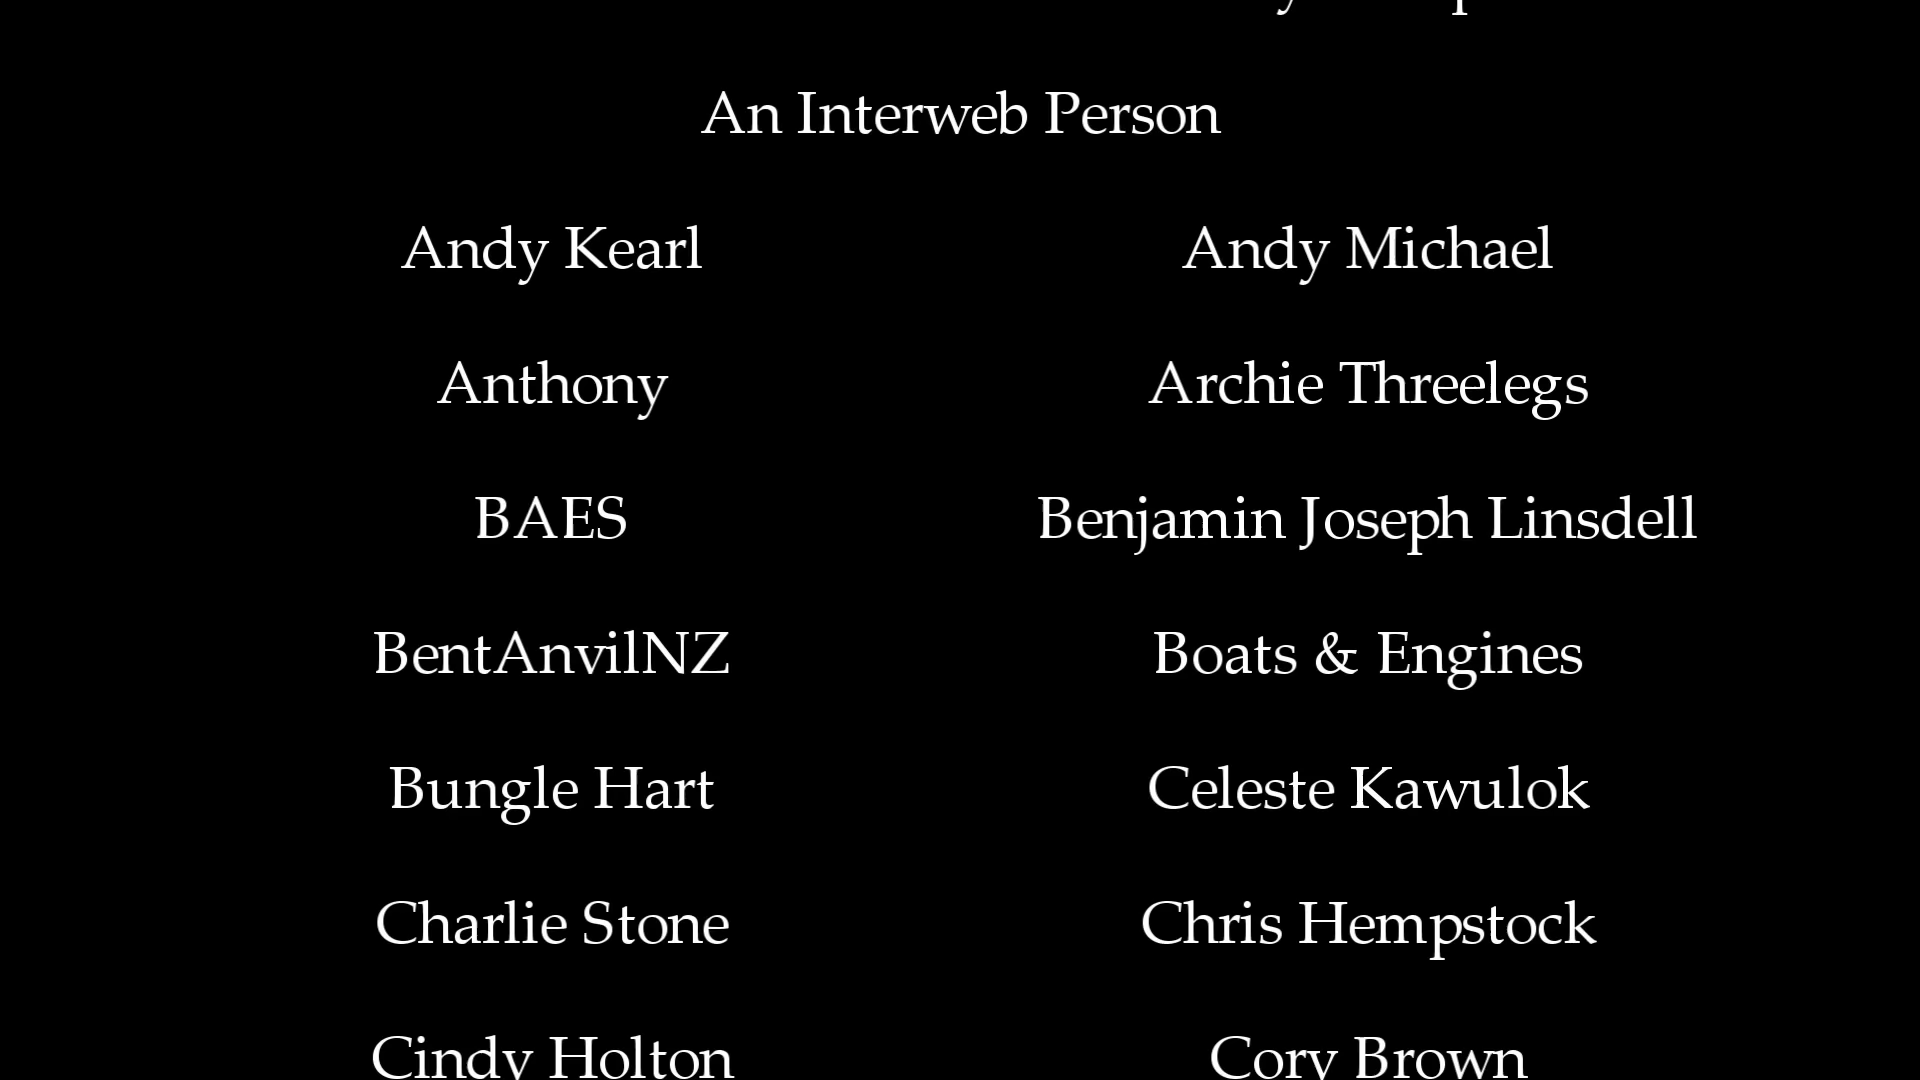 An Interweb Person
Andy Kearl Andy Michael
Anthony Archie Threelegs
BAES Benjamin Joseph Linsdell
BentAnvilNZ Boats & Engines
Bungle Hart Celeste Kawulok
Charlie Stone Chris Hempstock
Cindy Holton Cory Brown